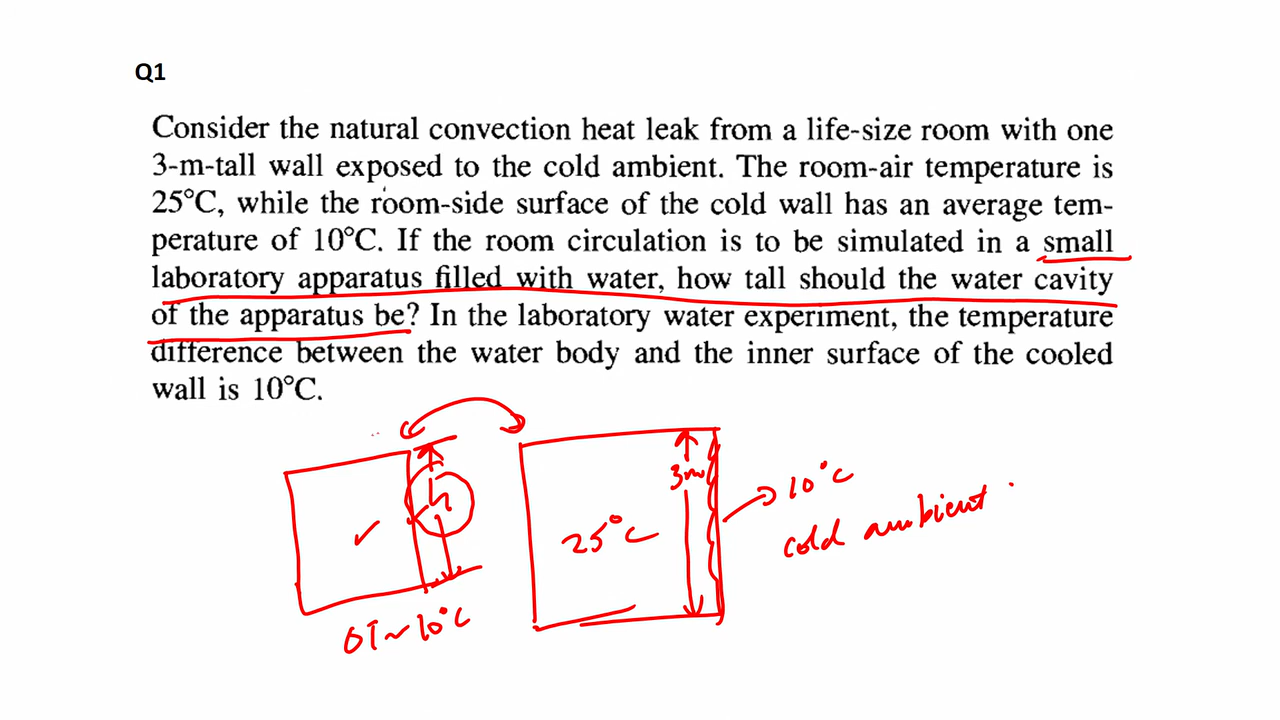 Q1
Consider the natural convection heat leak from a life-size room with one
3-m-tall wall exposed to the cold ambient. The room-air temperature is
25°C, while the room-side surface of the cold wall has an average tem-
perature of 10°C. If the room circulation is to be simulated in a small
laboratory apparatus filled with water, how tall should the water cavity
of the apparatus be? In the laboratory water experiment, the temperature
difference between the water body and the inner surface of the cooled
wall is 10°C.
h
3m
10°C
25°C
cold ambient
ΔT~10°C